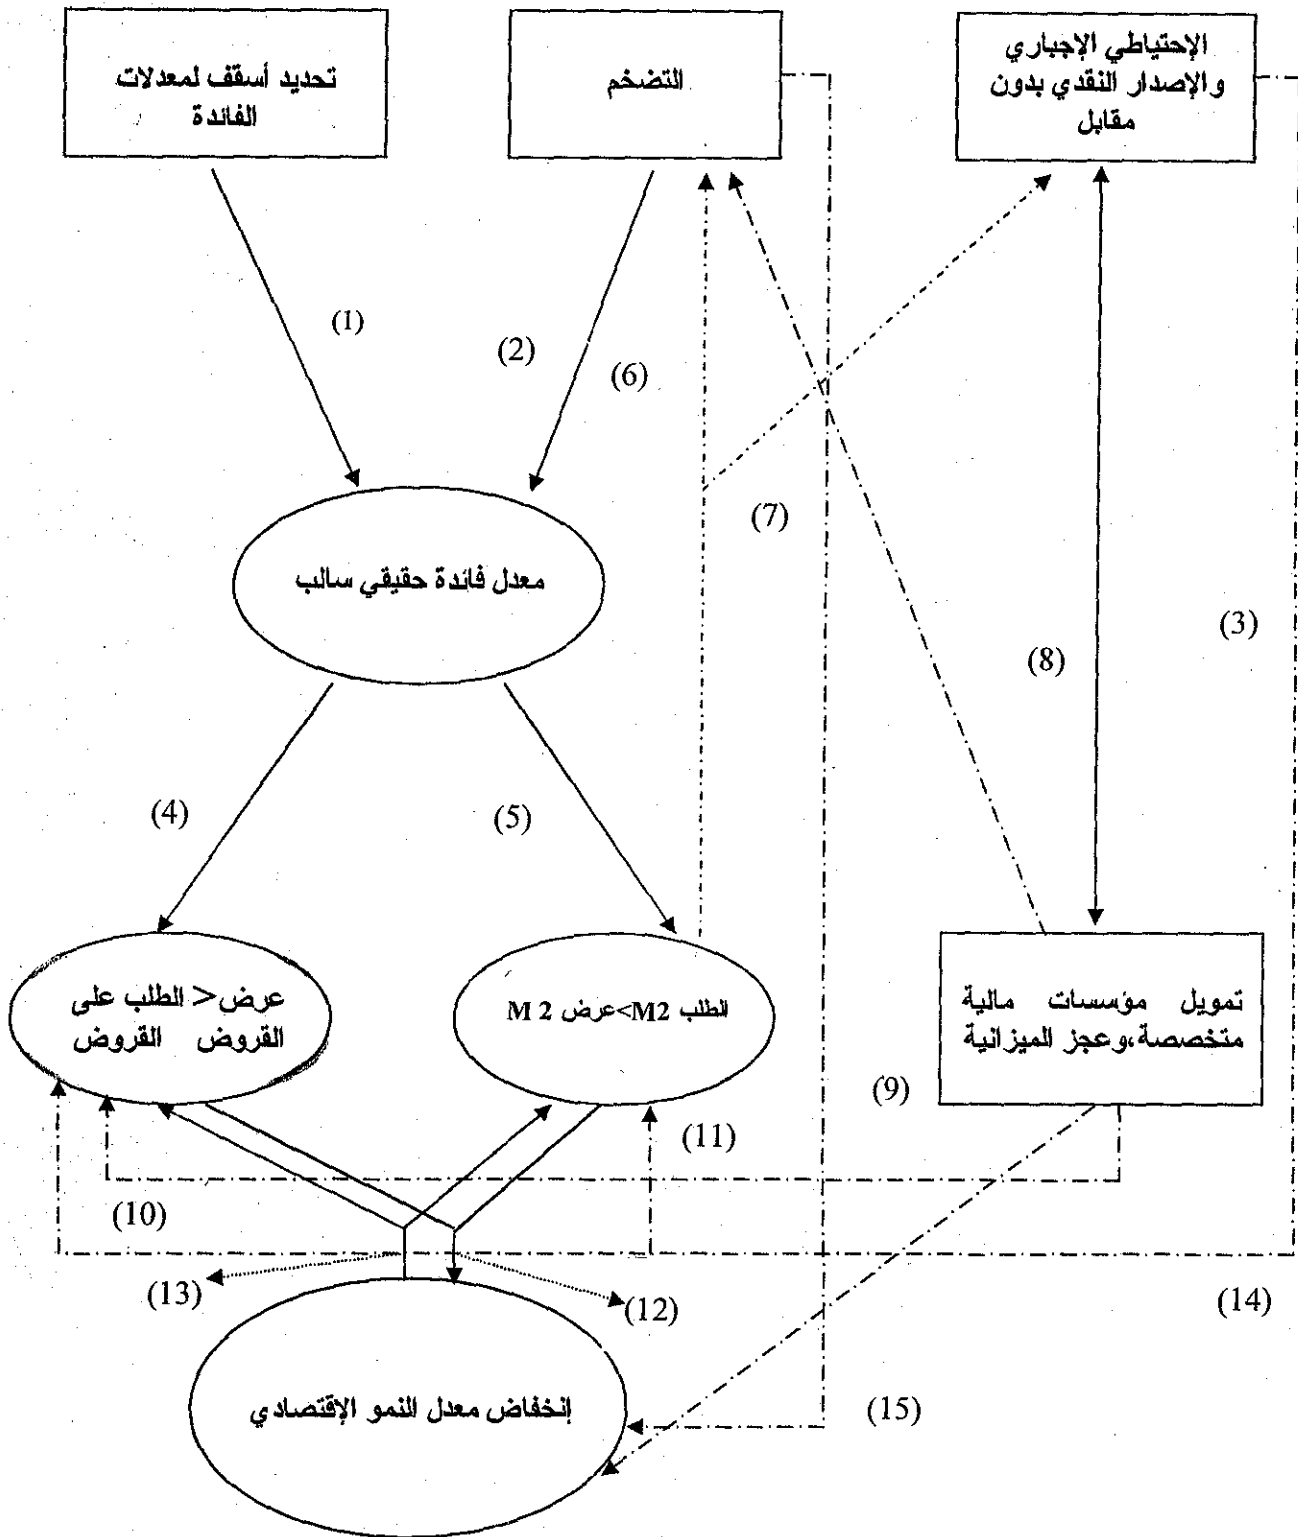 تحديد أسقف لمعدلات
الفائدة
التضخم
الإحتياطي الإجباري
والإصدار النقدي بدون
مقابل
(1)
(2)
(6)
(7)
(3)
(8)
معدل فائدة حقيقي سالب
(4)
(5)
عرض < الطلب على
القروض القروض
الطلب M2>عرض M 2
تمويل مؤسسات مالية
متخصصة،وعجز الميزانية
(9)
(11)
(10)
(13)
(12)
(14)
إنخفاض معدل النمو الإقتصادي
(15)